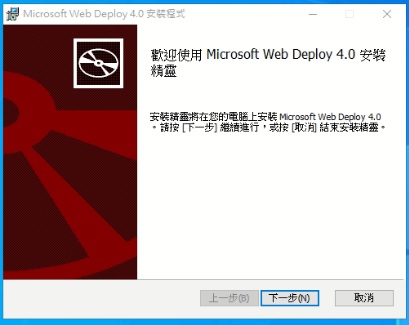 Microsoft Web Deploy 4.0 安裝程式
歡迎使用 Microsoft Web Deploy 4.0 安裝
精靈
安裝精靈將在您的電腦上安裝 Microsoft Web Deploy 4.0
。請按 [下一步] 繼續進行，或按 [取消] 結束安裝精靈。
上一步(B) 下一步(N) 取消